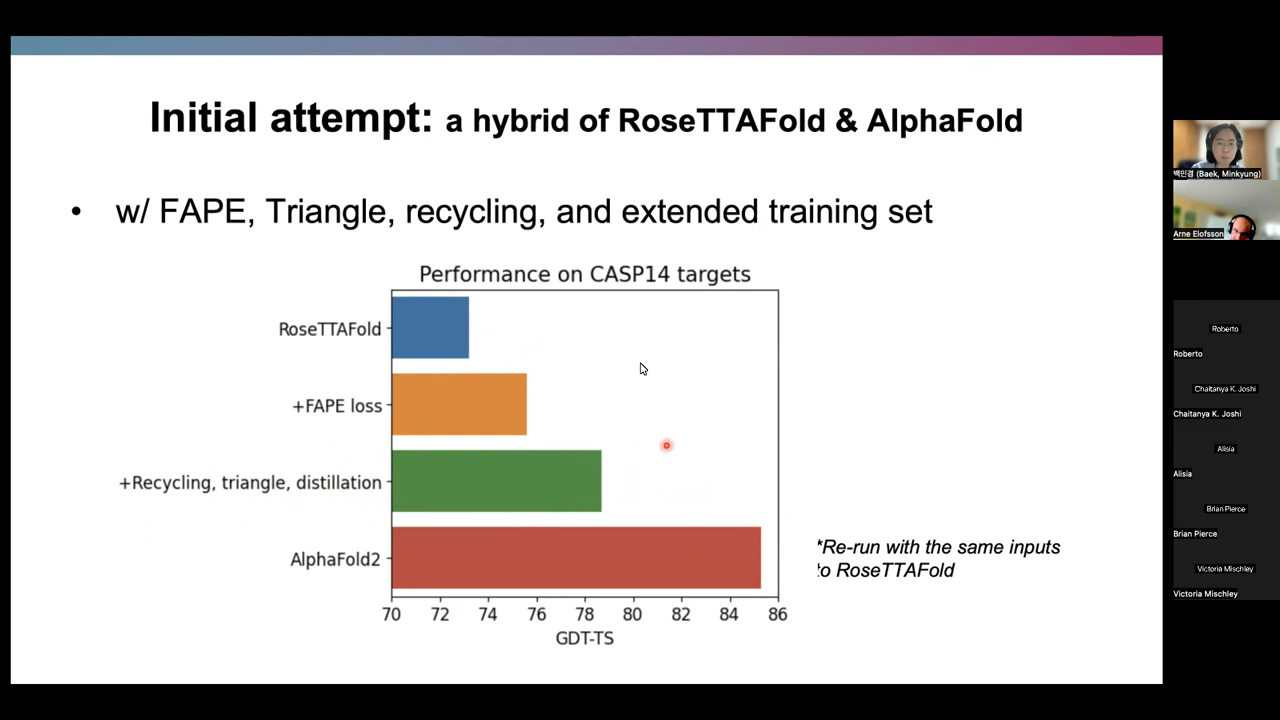 Initial attempt: a hybrid of RoseTTAFold & AlphaFold
• w/ FAPE, Triangle, recycling, and extended training set
Performance on CASP14 targets
RoseTTAFold
+FAPE loss
+Recycling, triangle, distillation
AlphaFold2
70 72 74 76 78 80 82 84 86
GDT-TS
*Re-run with the same inputs
to RoseTTAFold
백민경 (Baek, Minkyung)
Arne Elofsson
Roberto
Roberto
Chaitanya K. Joshi
Chaitanya K. Joshi
Alisia
Alisia
Brian Pierce
Brian Pierce
Victoria Mischley
Victoria Mischley